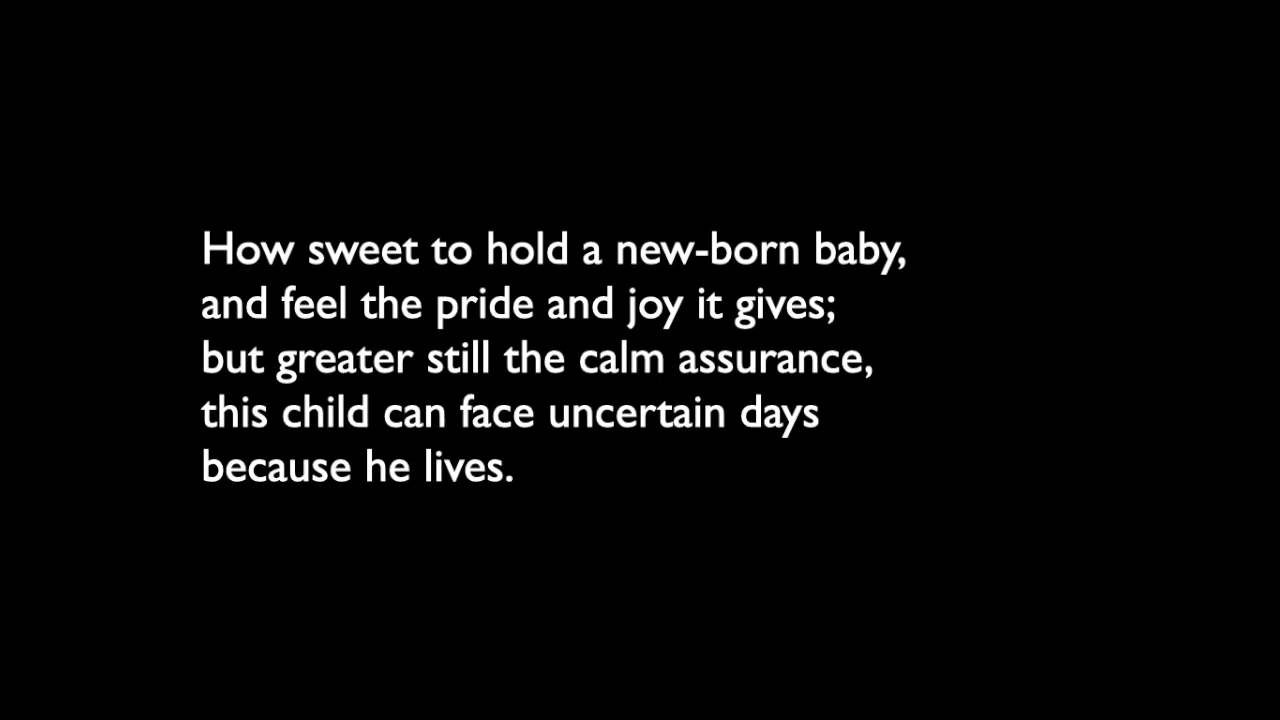 How sweet to hold a new-born baby,
and feel the pride and joy it gives;
but greater still the calm assurance,
this child can face uncertain days
because he lives.